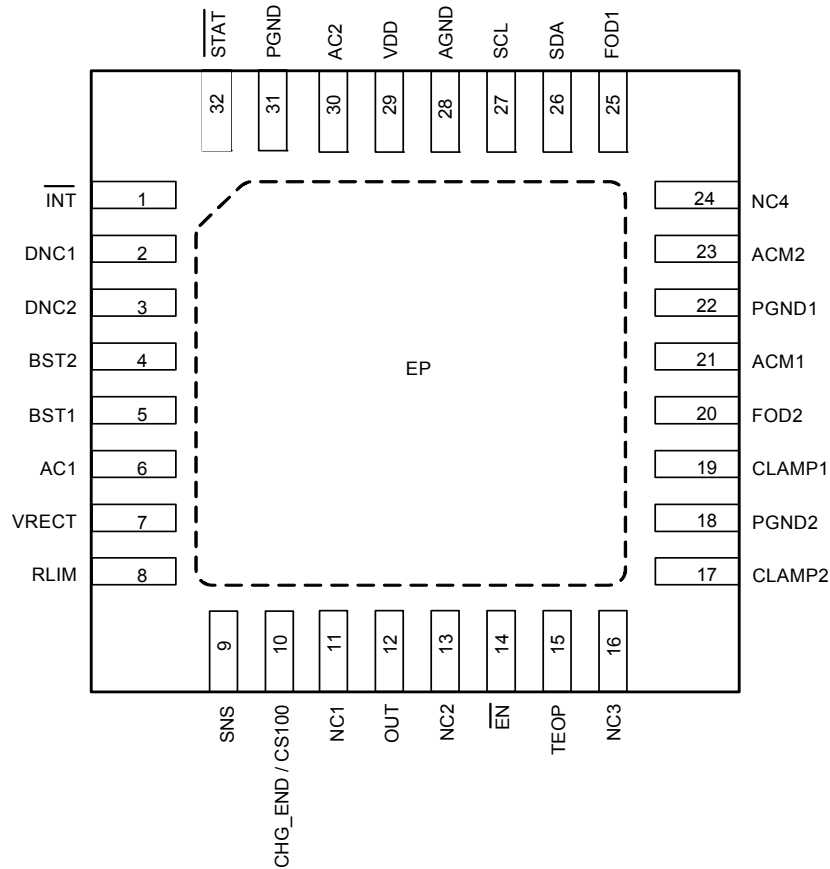 STAT
PGND
AC2
VDD
AGND
SCL
SDA
FOD1
32
31
30
29
28
27
26
25
INT 1
DNC1 2
DNC2 3
BST2 4
BST1 5
AC1 6
VRECT 7
RLIM 8
EP
24 NC4
23 ACM2
22 PGND1
21 ACM1
20 FOD2
19 CLAMP1
18 PGND2
17 CLAMP2
9
10
11
12
13
14
15
16
SNS
CHG_END / CS100
NC1
OUT
NC2
EN
TEOP
NC3